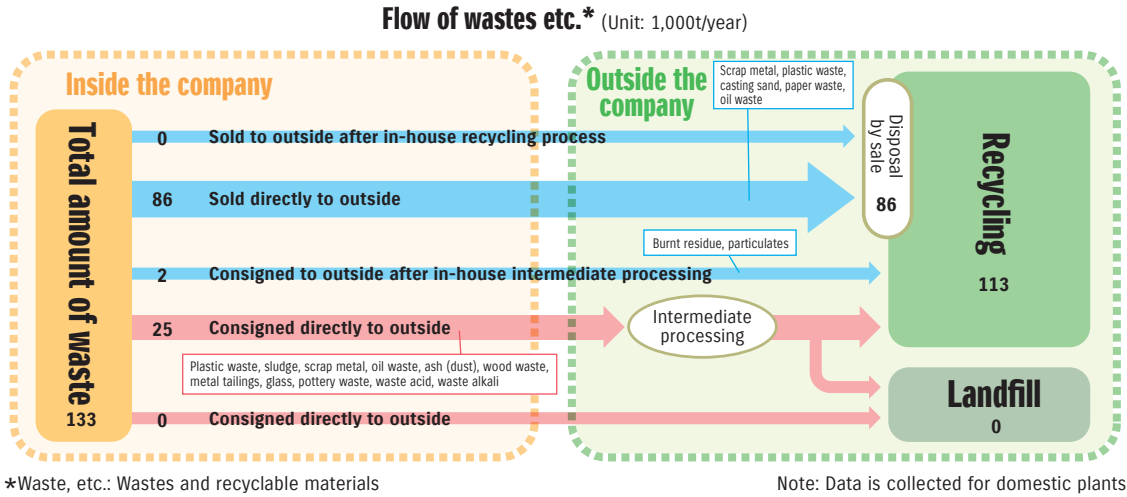 Flow of wastes etc.* (Unit: 1,000t/year)
Inside the company
Outside the
company
Scrap metal, plastic waste,
casting sand, paper waste,
oil waste
Total amount of waste
133
0 Sold to outside after in-house recycling process
86 Sold directly to outside
Disposal
by sale
86
Burnt residue, particulates
2 Consigned to outside after in-house intermediate processing
Recycling
113
25 Consigned directly to outside
Intermediate
processing
Plastic waste, sludge, scrap metal, oil waste, ash (dust), wood waste,
metal tailings, glass, pottery waste, waste acid, waste alkali
0 Consigned directly to outside
Landfill
0
*Waste, etc.: Wastes and recyclable materials
Note: Data is collected for domestic plants